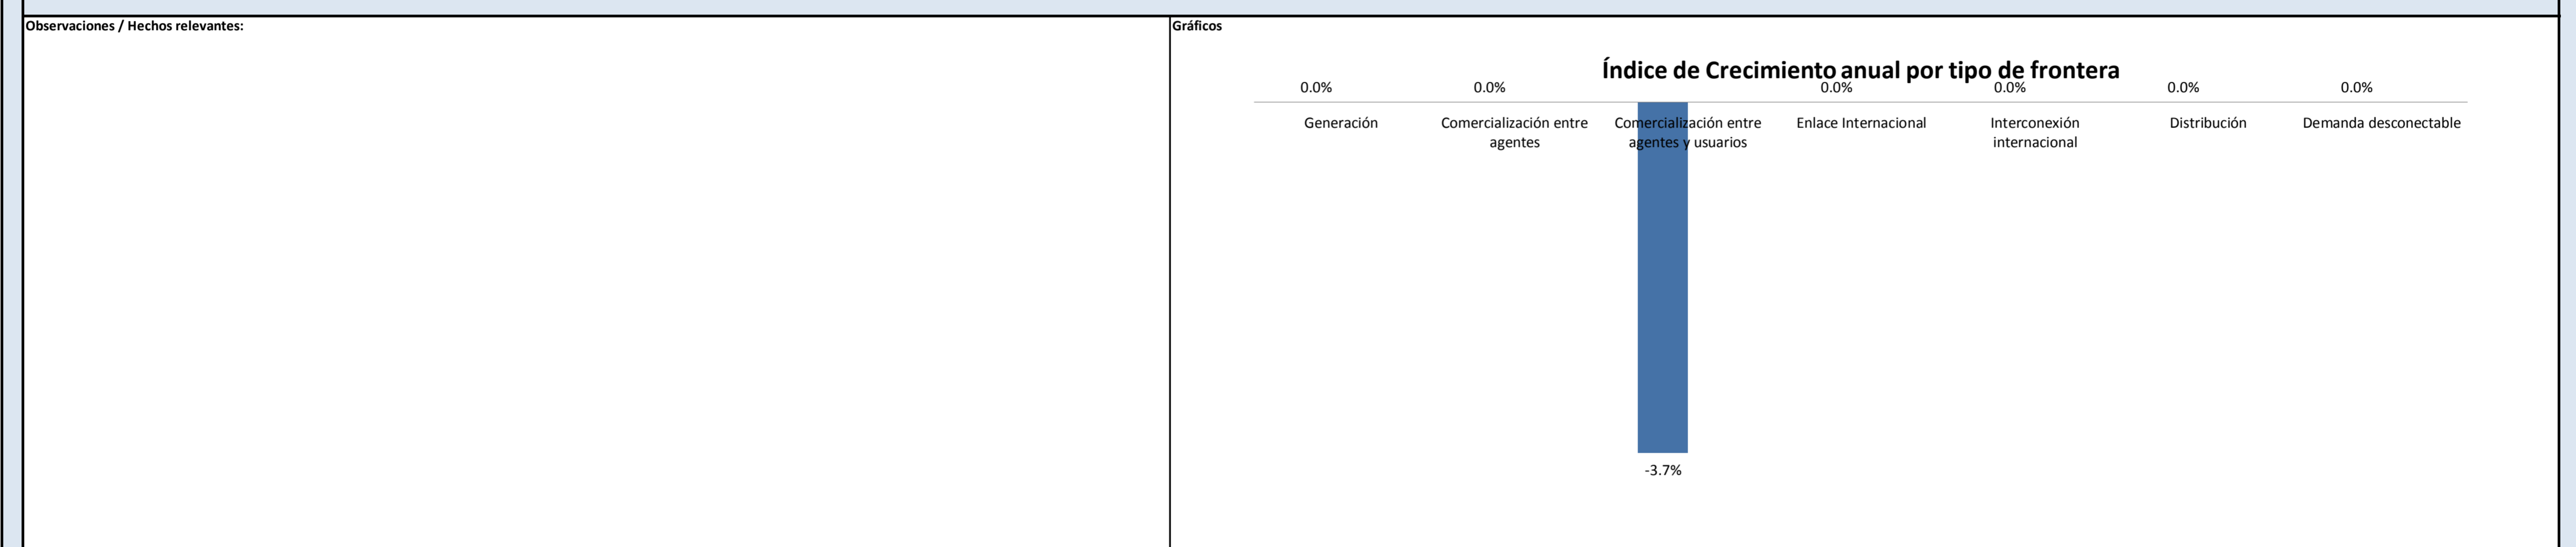 Observaciones / Hechos relevantes:
Gráficos
Índice de Crecimiento anual por tipo de frontera
0.0% 0.0% 0.0% 0.0% 0.0% 0.0%
Generación Comercialización entre Comercialización entre Enlace Internacional Interconexión Distribución Demanda desconectable
agentes agentes y usuarios internacional
-3.7%